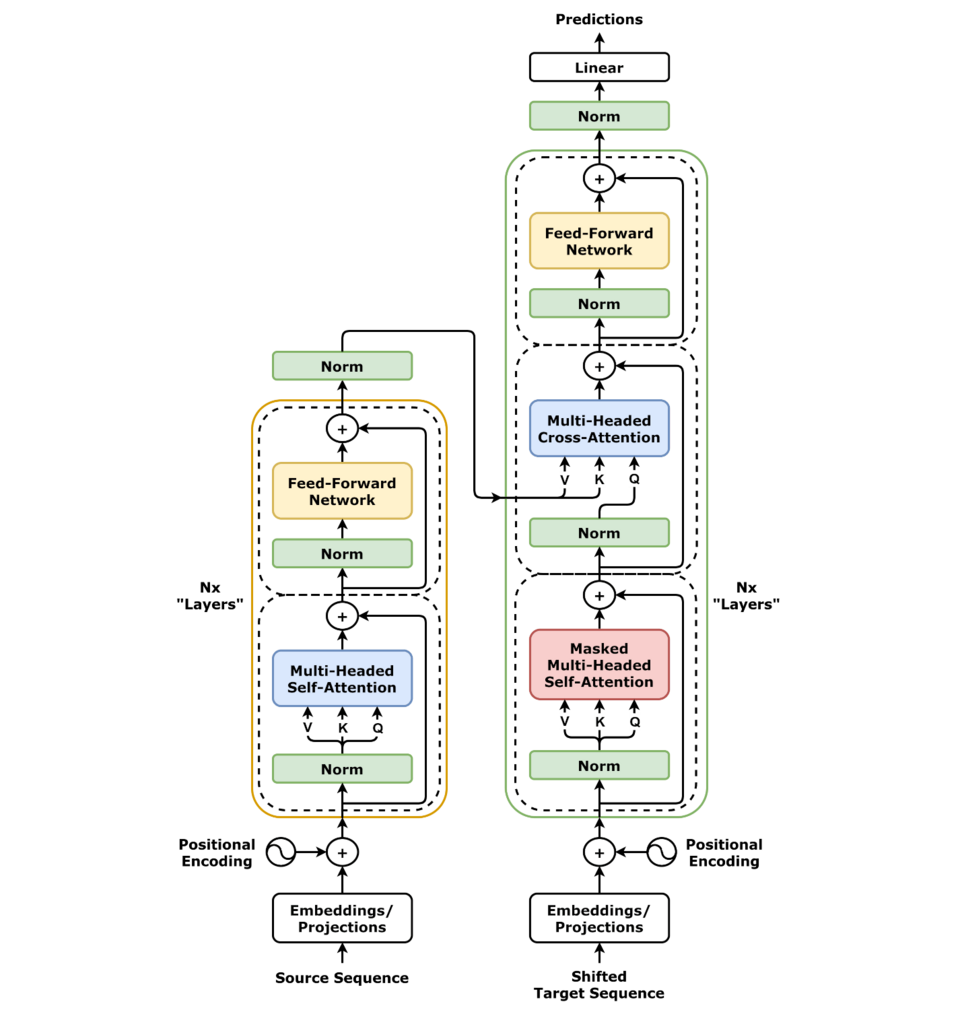 Predictions
Linear
Norm
+
Feed-Forward
Network
Norm
+
Multi-Headed
Cross-Attention
V K Q
Norm
+
Masked
Multi-Headed
Self-Attention
V K Q
Norm
Nx
"Layers"
+
Positional
Encoding
Embeddings/
Projections
Shifted
Target Sequence
Norm
+
Feed-Forward
Network
Norm
+
Multi-Headed
Self-Attention
V K Q
Norm
Nx
"Layers"
Positional
Encoding
+
Embeddings/
Projections
Source Sequence